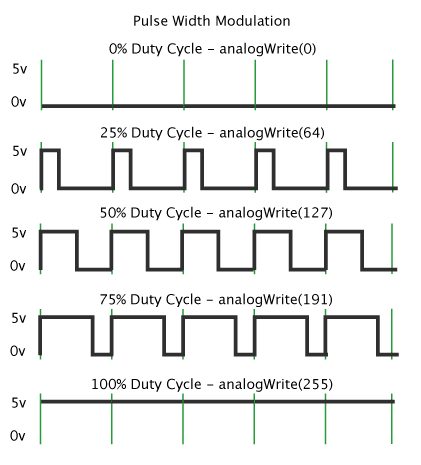 Pulse Width Modulation
0% Duty Cycle – analogWrite(0)
5v
0v
25% Duty Cycle – analogWrite(64)
5v
0v
50% Duty Cycle – analogWrite(127)
5v
0v
75% Duty Cycle – analogWrite(191)
5v
0v
100% Duty Cycle – analogWrite(255)
5v
0v